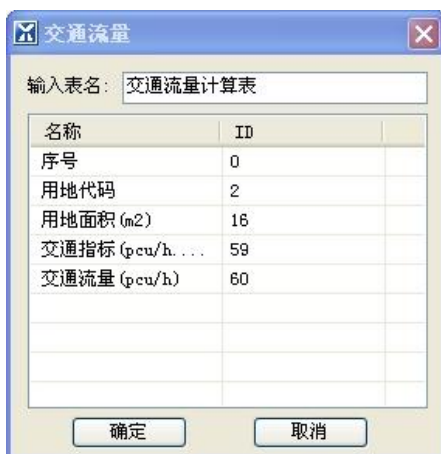 交通流量
输入表名: 交通流量计算表
名称 ID
序号 0
用地代码 2
用地面积(m2) 16
交通指标(pcu/h.... 59
交通流量(pcu/h) 60
确定 取消